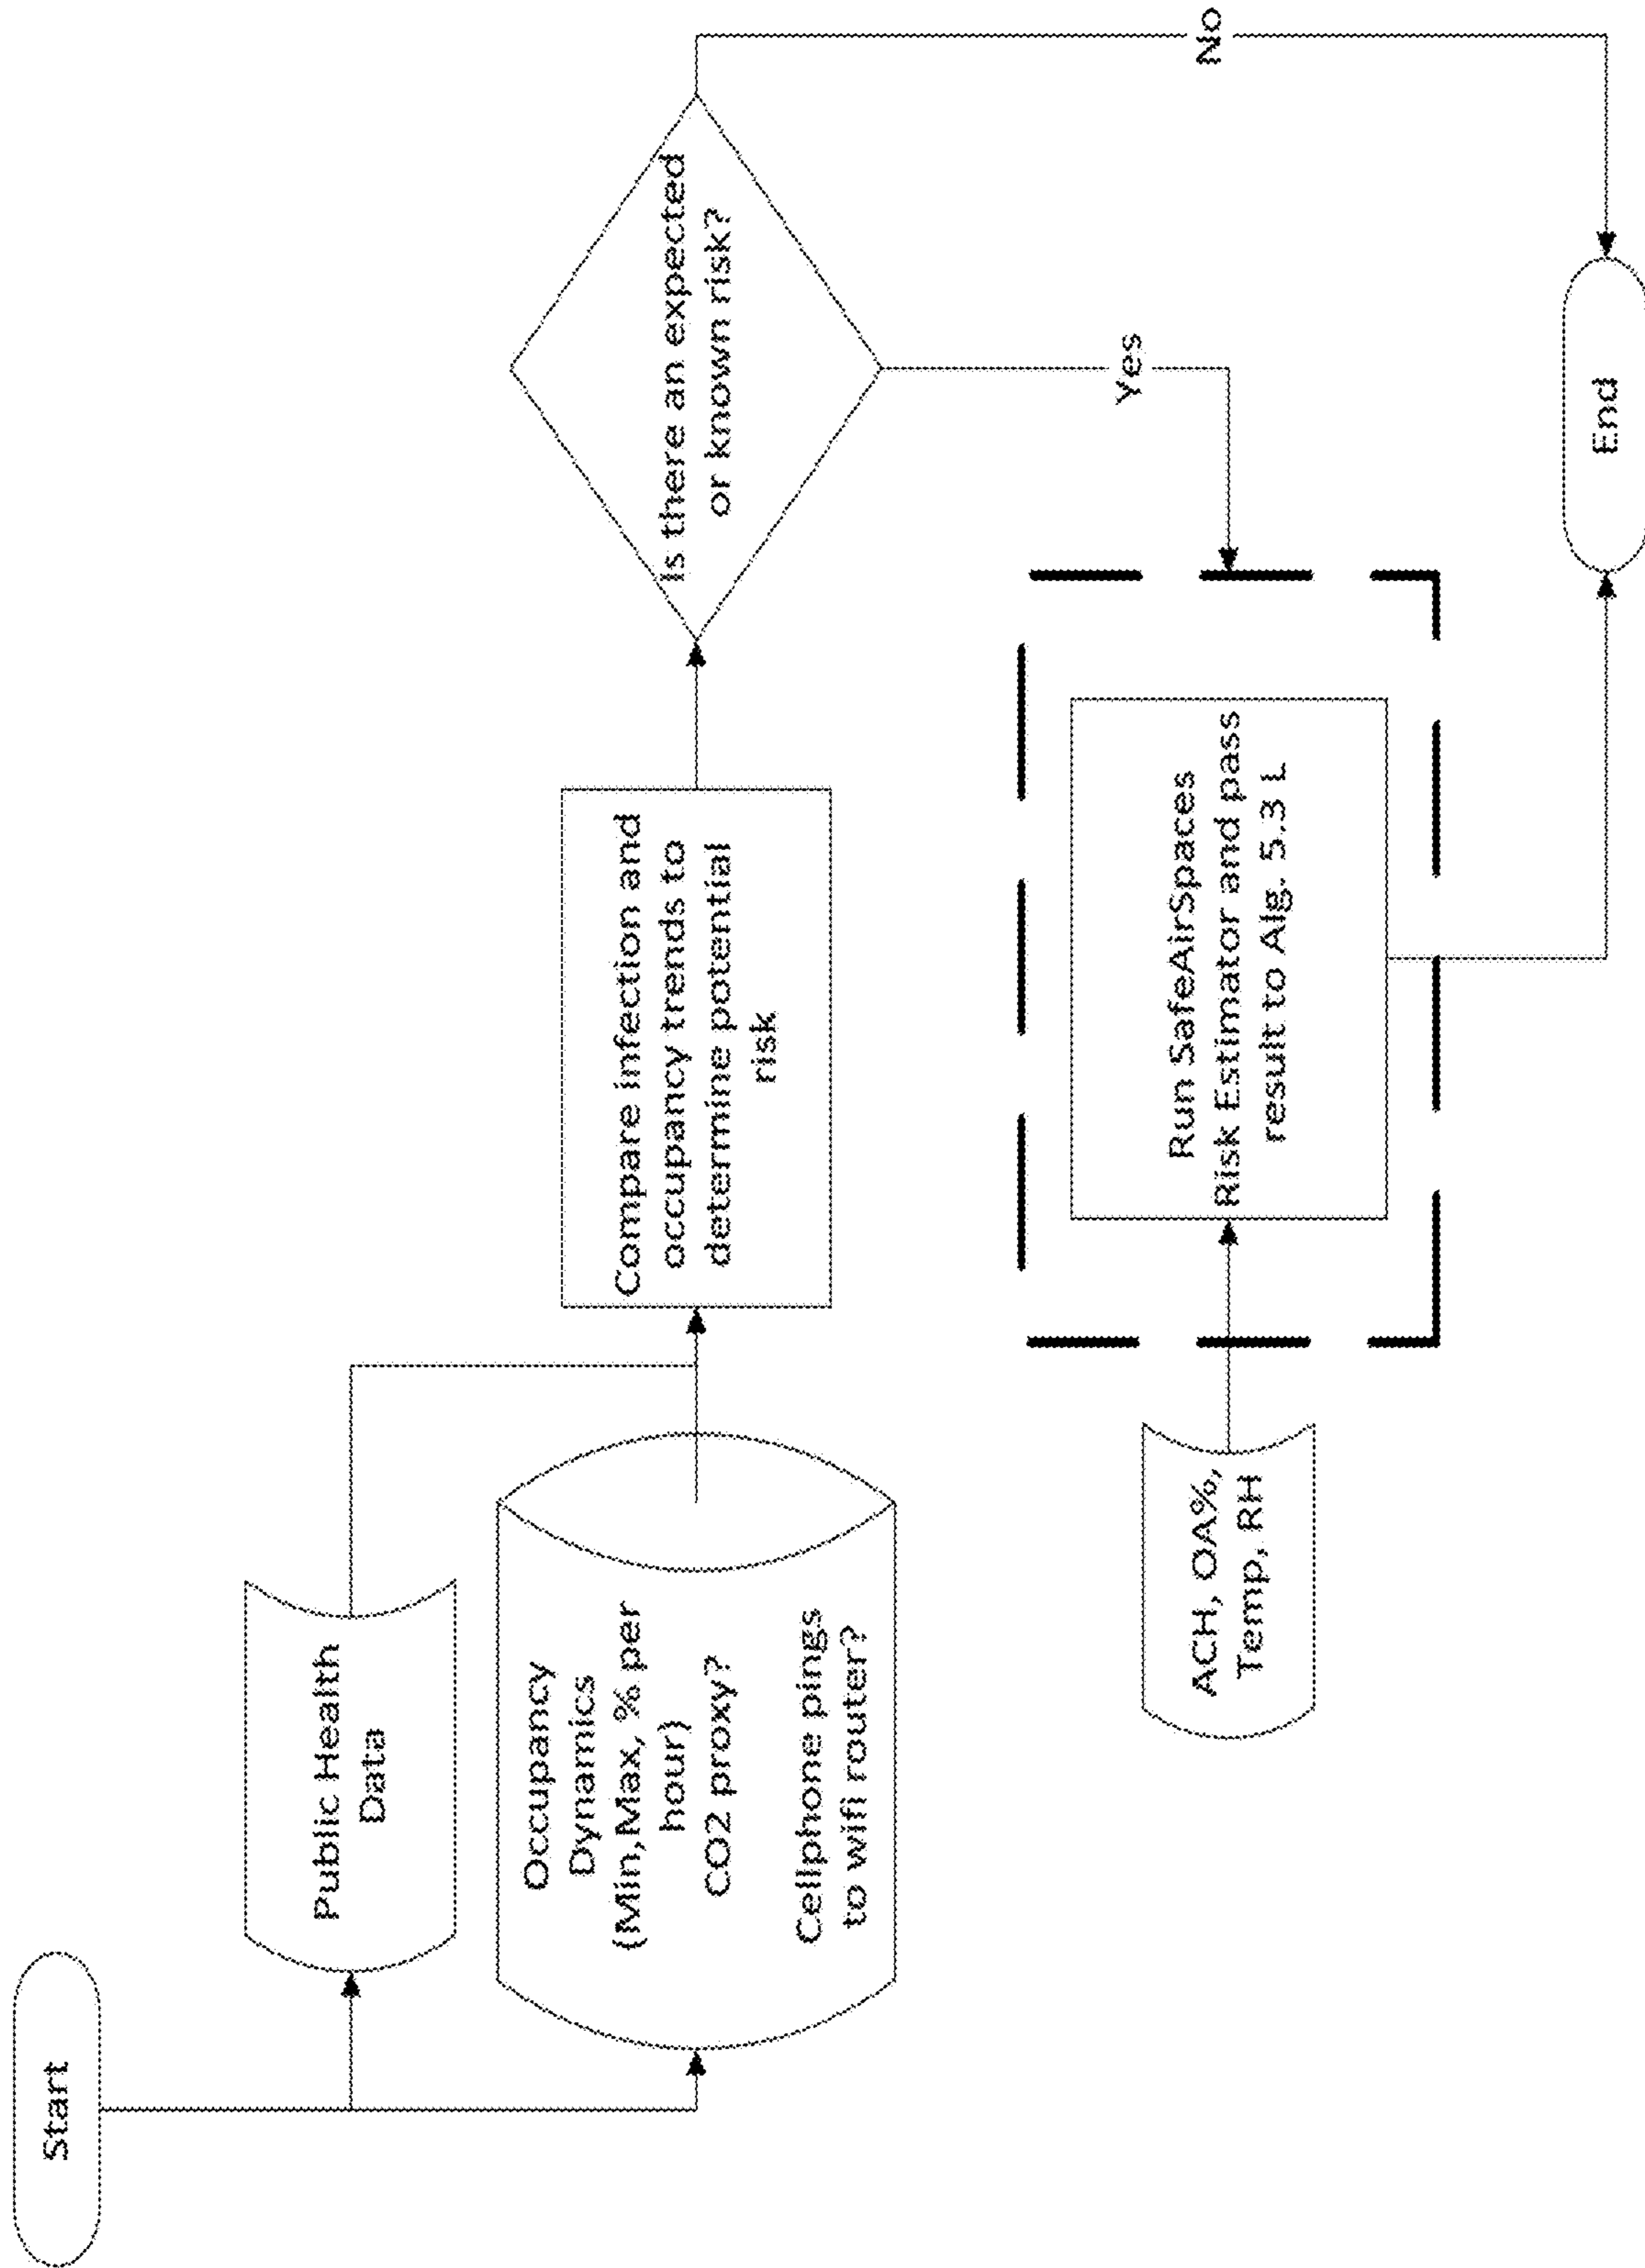 Start
Public Health
Data
Occupancy
Dynamics
(Min,Max, % per
hour)
CO2 proxy?
Cellphone pings
to wifi router?
Compare infection and
occupancy trends to
determine potential
risk
Is there an expected
or known risk?
No
Yes
ACH, OA%,
Temp, RH
Run SafeAirSpaces
Risk Estimator and pass
result to Alg. 5.3 L
End